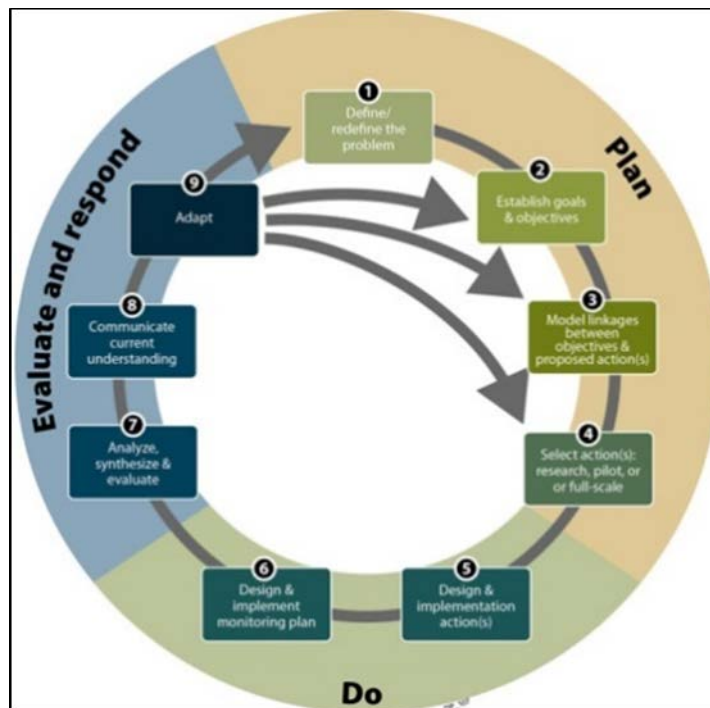 1
Define/
redefine the
problem
2
Establish goals
& objectives
3
Model linkages
between
objectives &
proposed action(s)
4
Select action(s):
research, pilot, or
or full-scale
5
Design &
implementation
action(s)
6
Design &
implement
monitoring plan
7
Analyze,
synthesize &
evaluate
8
Communicate
current
understanding
9
Adapt
Plan
Do
Evaluate and respond